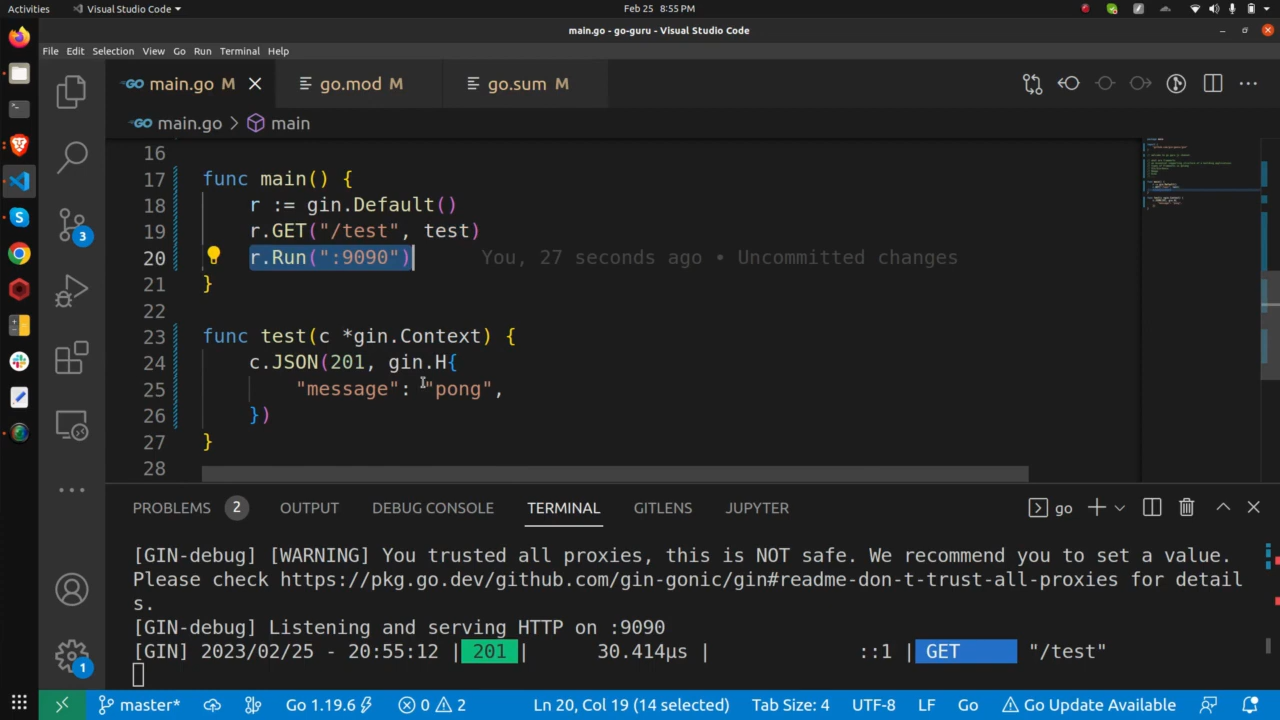 Activities Visual Studio Code Feb 25 8:55 PM
main.go - go-guru - Visual Studio Code
File Edit Selection View Go Run Terminal Help
GO main.go M go.mod M go.sum M
GO main.go > main
16
17 func main() {
18 r := gin.Default()
19 r.GET("/test", test)
20 r.Run(":9090") You, 27 seconds ago • Uncommitted changes
21 }
22
23 func test(c *gin.Context) {
24 c.JSON(201, gin.H{
25 "message": "pong",
26 })
27 }
28
3
1
PROBLEMS 2 OUTPUT DEBUG CONSOLE TERMINAL GITLENS JUPYTER go
[GIN-debug] [WARNING] You trusted all proxies, this is NOT safe. We recommend you to set a value.
Please check https://pkg.go.dev/github.com/gin-gonic/gin#readme-don-t-trust-all-proxies for detail
s.
[GIN-debug] Listening and serving HTTP on :9090
[GIN] 2023/02/25 - 20:55:12 | 201 | 30.414µs | ::1 | GET "/test"
master* Go 1.19.6 0 2 Ln 20, Col 19 (14 selected) Tab Size: 4 UTF-8 LF Go Go Update Available